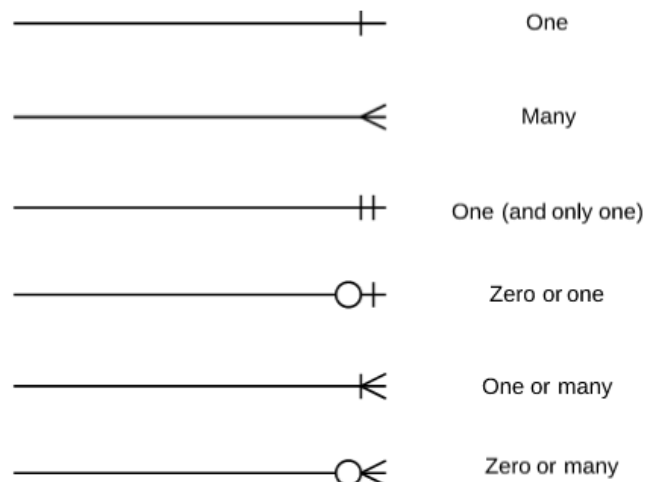 One
Many
One (and only one)
Zero or one
One or many
Zero or many